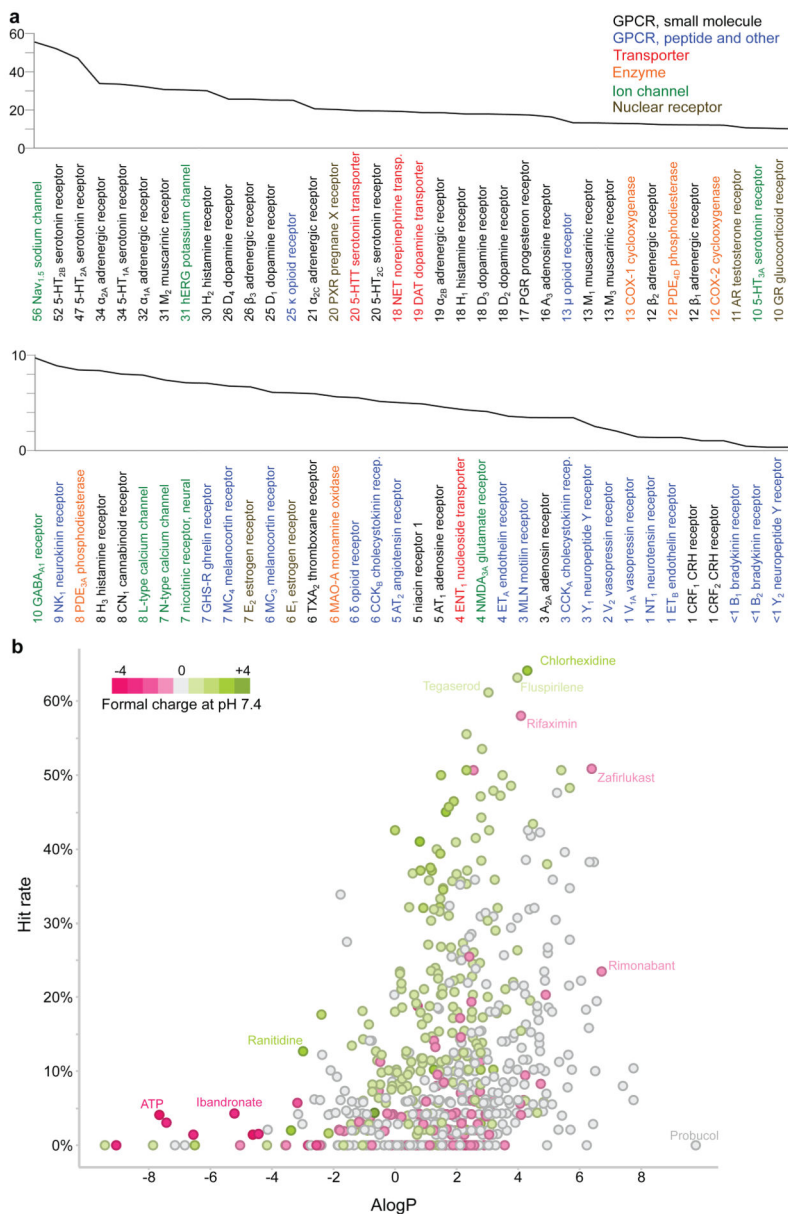 a
60
40
20
0
GPCR, small molecule
GPCR, peptide and other
Transporter
Enzyme
Ion channel
Nuclear receptor
56 Nav1.5 sodium channel
52 5-HT2B serotonin receptor
47 5-HT2A serotonin receptor
34 α2A adrenergic receptor
34 5-HT1A serotonin receptor
32 α1A adrenergic receptor
31 M2 muscarinic receptor
31 hERG potassium channel
30 H2 histamine receptor
26 D4 dopamine receptor
26 β3 adrenergic receptor
25 D1 dopamine receptor
25 κ opioid receptor
21 α2C adrenergic receptor
20 PXR pregnane X receptor
20 5-HTT serotonin transporter
20 5-HT2C serotonin receptor
18 NET norepinephrine transp.
19 DAT dopamine transporter
19 α2B adrenergic receptor
18 H1 histamine receptor
18 D3 dopamine receptor
18 D2 dopamine receptor
17 PGR progesteron receptor
16 A3 adenosine receptor
13 μ opioid receptor
13 M1 muscarinic receptor
13 M3 muscarinic receptor
13 COX-1 cyclooxygenase
12 β2 adrenergic receptor
12 PDE4D phosphodiesterase
12 β1 adrenergic receptor
12 COX-2 cyclooxygenase
11 AR testosterone receptor
10 5-HT3A serotonin receptor
10 GR glucocorticoid receptor
10
0
10 GABAA1 receptor
9 NK1 neurokinin receptor
8 PDE3A phosphodiesterase
8 H3 histamine receptor
8 CN1 cannabinoid receptor
8 L-type calcium channel
7 N-type calcium channel
7 nicotinic receptor, neural
7 GHS-R ghrelin receptor
7 MC4 melanocortin receptor
7 E2 estrogen receptor
6 MC3 melanocortin receptor
6 E1 estrogen receptor
6 TXA2 thromboxane receptor
6 MAO-A monamine oxidase
6 δ opioid receptor
6 CCKB cholecystokinin recep.
5 AT2 angiotensin receptor
5 niacin receptor 1
5 AT1 adenosine receptor
4 ENT1 nucleoside transporter
4 NMDA3A glutamate receptor
4 ETA endothelin receptor
3 MLN motilin receptor
3 A2A adenosin receptor
3 CCKA cholecystokinin recep.
3 Y1 neuropeptide Y receptor
2 V2 vasopressin receptor
1 V1A vasopressin receptor
1 NT1 neurotensin receptor
1 ETB endothelin receptor
1 CRF1 CRH receptor
1 CRF2 CRH receptor
<1 B1 bradykinin receptor
<1 B2 bradykinin receptor
<1 Y2 neuropeptide Y receptor
b
-4 0 +4
Formal charge at pH 7.4
Chlorhexidine
Tegaserod
Fluspirilene
Rifaximin
Zafirlukast
Rimonabant
Ranitidine
ATP
Ibandronate
Probucol
60%
50%
40%
30%
20%
10%
0%
Hit rate
-8 -6 -4 -2 0 2 4 6 8
AlogP